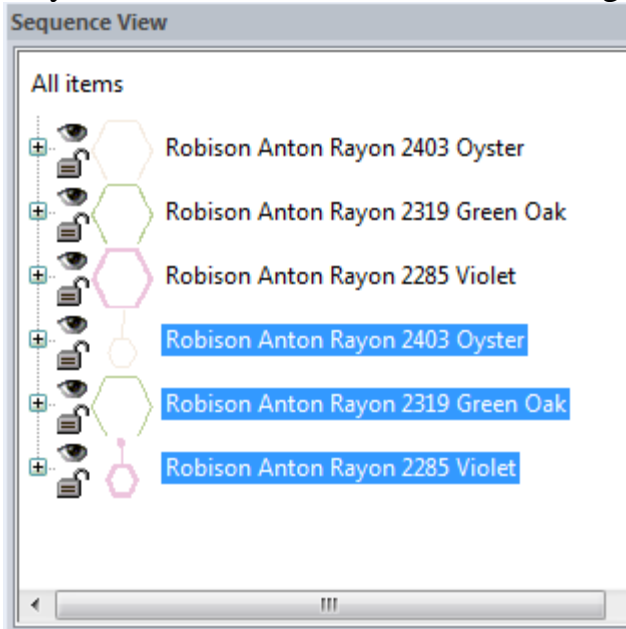 Sequence View
All items
Robison Anton Rayon 2403 Oyster
Robison Anton Rayon 2319 Green Oak
Robison Anton Rayon 2285 Violet
Robison Anton Rayon 2403 Oyster
Robison Anton Rayon 2319 Green Oak
Robison Anton Rayon 2285 Violet